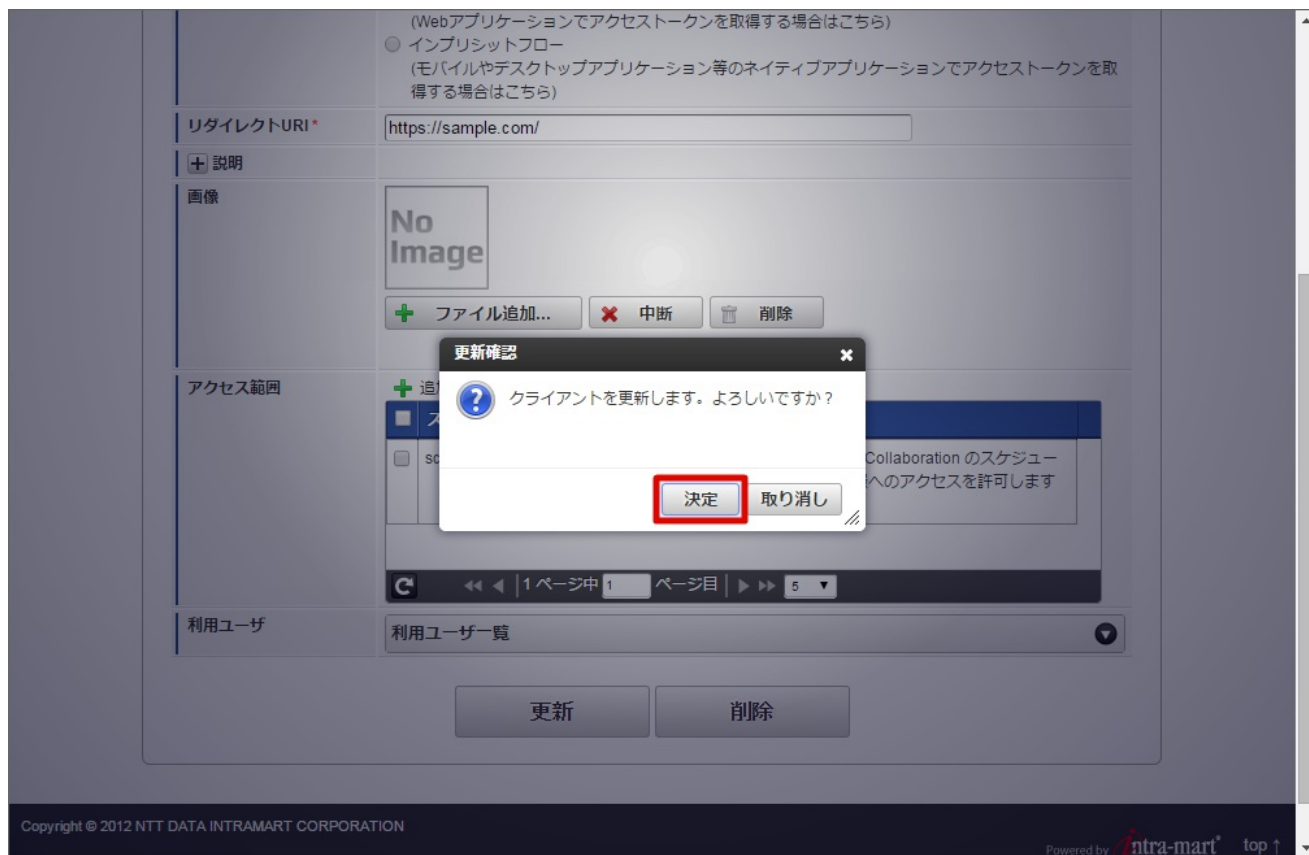 (Webアプリケーションでアクセストークンを取得する場合はこちら)
インプリシットフロー
(モバイルやデスクトップアプリケーション等のネイティブアプリケーションでアクセストークンを取
得する場合はこちら)
リダイレクトURI*
https://sample.com/
説明
画像
No
Image
ファイル追加... 中断 削除
更新確認
クライアントを更新します。よろしいですか?
決定 取り消し
アクセス範囲
追
ス
sc
Collaboration のスケジュー
へのアクセスを許可します
1 ページ中 1 ページ目 5
利用ユーザ
利用ユーザ一覧
更新 削除
Copyright © 2012 NTT DATA INTRAMART CORPORATION
Powered by intra-mart® top ↑